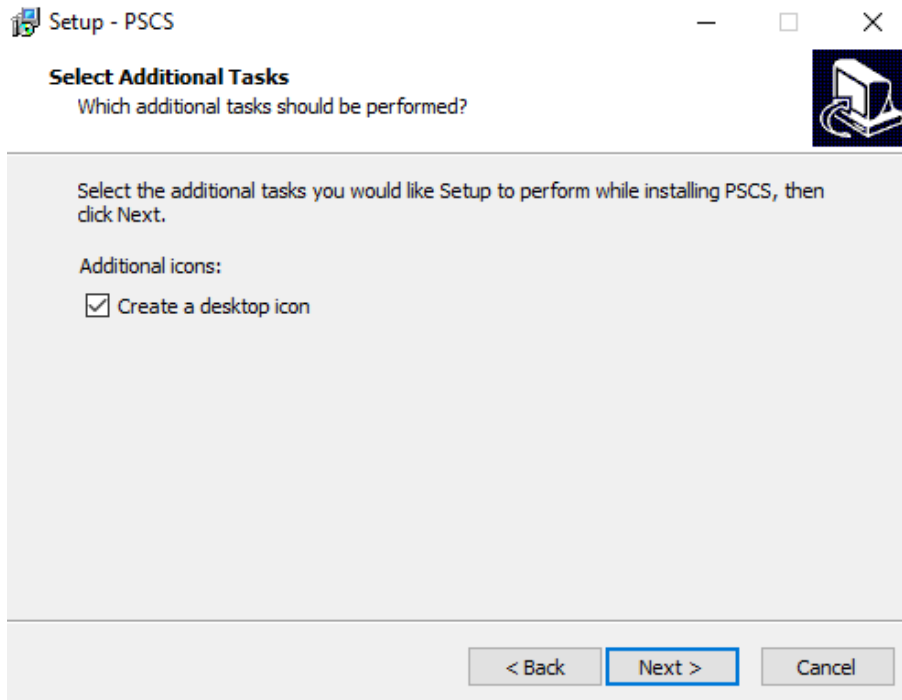 Setup - PSCS
Select Additional Tasks
Which additional tasks should be performed?
Select the additional tasks you would like Setup to perform while installing PSCS, then
click Next.
Additional icons:
Create a desktop icon
< Back
Next >
Cancel